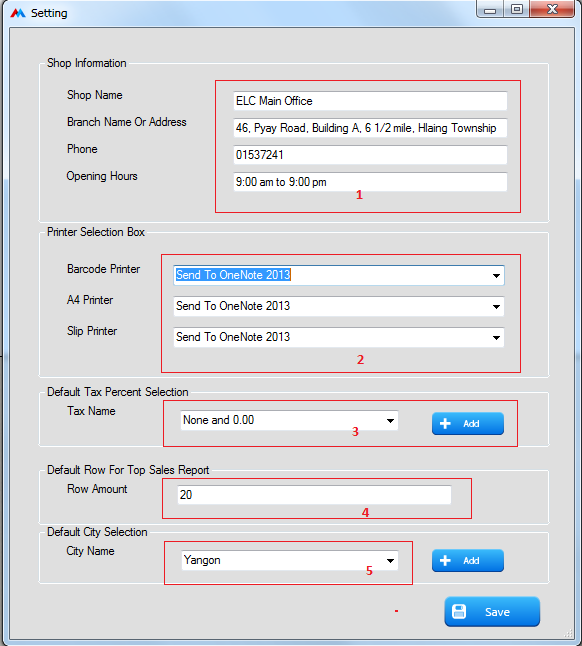 Setting
Shop Information
Shop Name
ELC Main Office
Branch Name Or Address
46, Pyay Road, Building A, 6 1/2 mile, Hlaing Township
Phone
01537241
Opening Hours
9:00 am to 9:00 pm
1
Printer Selection Box
Barcode Printer
Send To OneNote 2013
A4 Printer
Send To OneNote 2013
Slip Printer
Send To OneNote 2013
2
Default Tax Percent Selection
Tax Name
None and 0.00
3
Add
Default Row For Top Sales Report
Row Amount
20
4
Default City Selection
City Name
Yangon
5
Add
-
Save